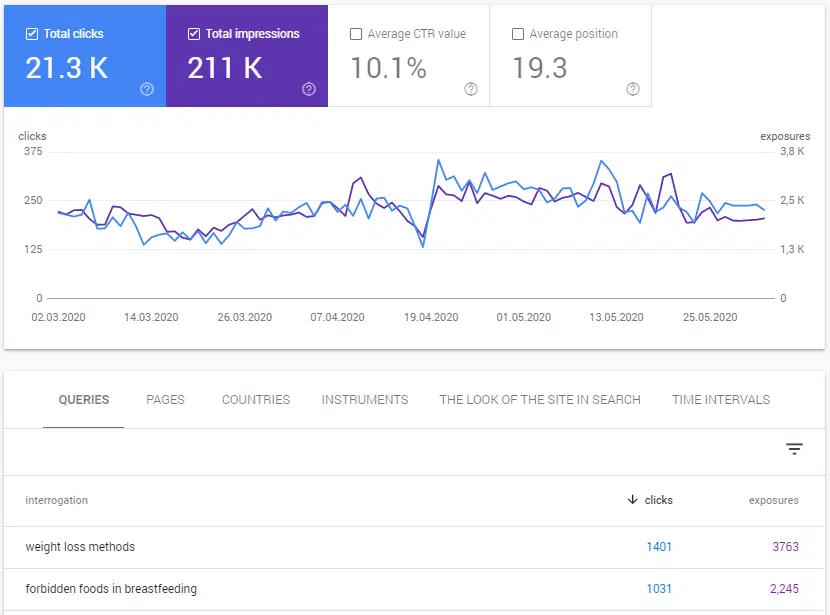 Total clicks
21.3 K
Total impressions
211 K
Average CTR value
10.1%
Average position
19.3
clicks
exposures
375
250
125
0
3,8 K
2,5 K
1,3 K
0
02.03.2020 14.03.2020 26.03.2020 07.04.2020 19.04.2020 01.05.2020 13.05.2020 25.05.2020
QUERIES PAGES COUNTRIES INSTRUMENTS THE LOOK OF THE SITE IN SEARCH TIME INTERVALS
interrogation clicks exposures
weight loss methods 1401 3763
forbidden foods in breastfeeding 1031 2,245